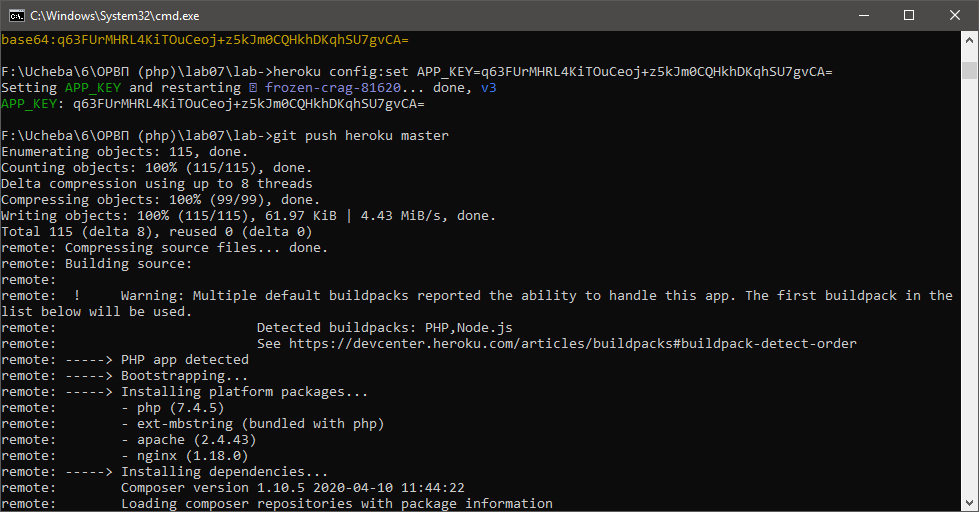 C:\Windows\System32\cmd.exe
base64:q63FUrMHRL4KiTOuCeoj+z5kJm0CQHkhDKqhSU7gvCA=
F:\Ucheba\6\ОРВП (php)\lab07\lab->heroku config:set APP_KEY=q63FUrMHRL4KiTOuCeoj+z5kJm0CQHkhDKqhSU7gvCA=
Setting APP_KEY and restarting ⍰ frozen-crag-81620... done, v3
APP_KEY: q63FUrMHRL4KiTOuCeoj+z5kJm0CQHkhDKqhSU7gvCA=
F:\Ucheba\6\ОРВП (php)\lab07\lab->git push heroku master
Enumerating objects: 115, done.
Counting objects: 100% (115/115), done.
Delta compression using up to 8 threads
Compressing objects: 100% (99/99), done.
Writing objects: 100% (115/115), 61.97 KiB | 4.43 MiB/s, done.
Total 115 (delta 8), reused 0 (delta 0)
remote: Compressing source files... done.
remote: Building source:
remote:
remote:  !     Warning: Multiple default buildpacks reported the ability to handle this app. The first buildpack in the
list below will be used.
remote:                         Detected buildpacks: PHP,Node.js
remote:                         See https://devcenter.heroku.com/articles/buildpacks#buildpack-detect-order
remote: -----> PHP app detected
remote: -----> Bootstrapping...
remote: -----> Installing platform packages...
remote:        - php (7.4.5)
remote:        - ext-mbstring (bundled with php)
remote:        - apache (2.4.43)
remote:        - nginx (1.18.0)
remote: -----> Installing dependencies...
remote:        Composer version 1.10.5 2020-04-10 11:44:22
remote:        Loading composer repositories with package information